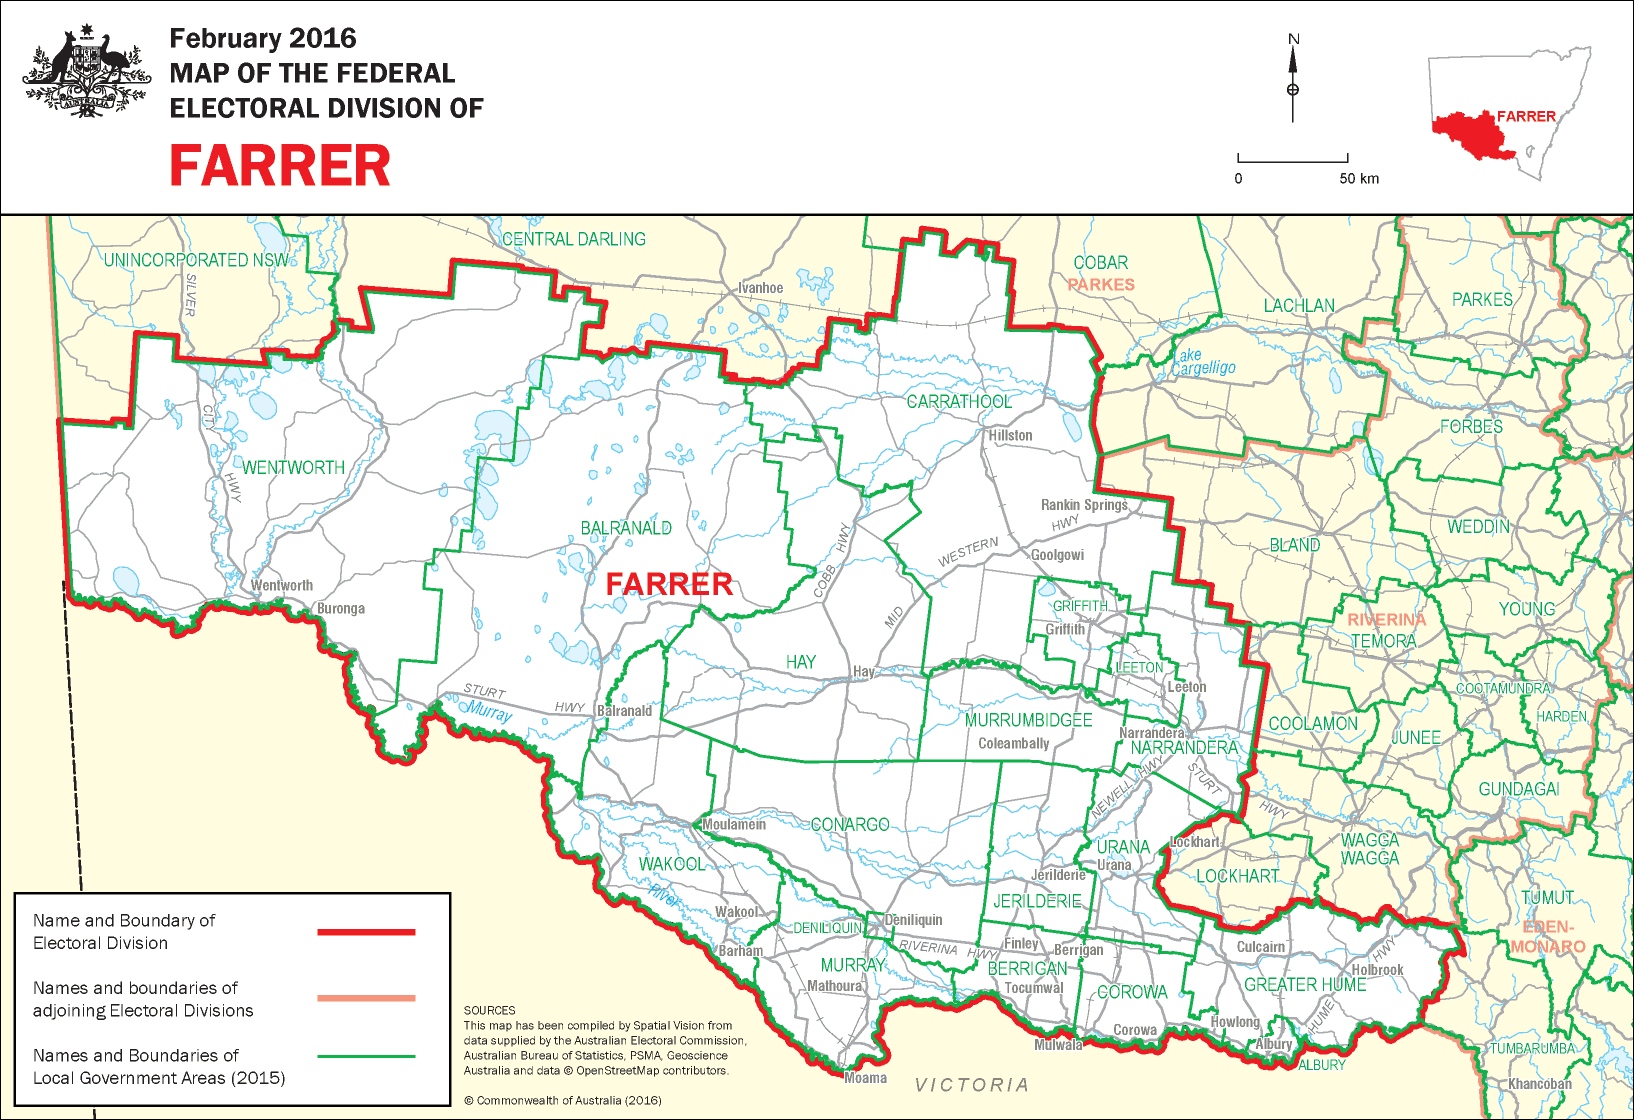 February 2016
MAP OF THE FEDERAL
ELECTORAL DIVISION OF
FARRER
AUSTRALIA
N
0 50 km
FARRER
UNINCORPORATED NSW
CENTRAL DARLING
COBAR
PARKES
LACHLAN
PARKES
SILVER
CITY
HWY
Ivanhoe
Lake
Cargelligo
CARRATHOOL
FORBES
Hillston
WENTWORTH
Rankin Springs
BALRANALD
COBB HWY
WESTERN HWY
MID
Goolgowi
WEDDIN
BLAND
FARRER
Wentworth
Buronga
GRIFFITH
Griffith
RIVERINA
TEMORA
YOUNG
HAY
Hay
LEETON
Leeton
COOTAMUNDRA
HARDEN
STURT
HWY
Murray
Balranald
MURRUMBIDGEE
Coleambally
Narrandera
NARRANDERA
COOLAMON
JUNEE
NEWELL HWY
STURT
HWY
GUNDAGAI
Moulamein
CONARGO
WAKOOL
URANA
Urana
Lockhart
LOCKHART
WAGGA
WAGGA
River
Jerilderie
JERILDERIE
TUMUT
Wakool
DENILIQUIN
Deniliquin
EDEN-
MONARO
Barham
RIVERINA HWY
Finley
Berrigan
Culcairn
HWY
MURRAY
Mathoura
BERRIGAN
Tocumwal
COROWA
GREATER HUME
Holbrook
HUME
Howlong
Corowa
Mulwala
Albury
ALBURY
TUMBARUMBA
Khancoban
Moama
VICTORIA
Name and Boundary of
Electoral Division
Names and boundaries of
adjoining Electoral Divisions
Names and Boundaries of
Local Government Areas (2015)
SOURCES
This map has been compiled by Spatial Vision from
data supplied by the Australian Electoral Commission,
Australian Bureau of Statistics, PSMA, Geoscience
Australia and data © OpenStreetMap contributors.
© Commonwealth of Australia (2016)